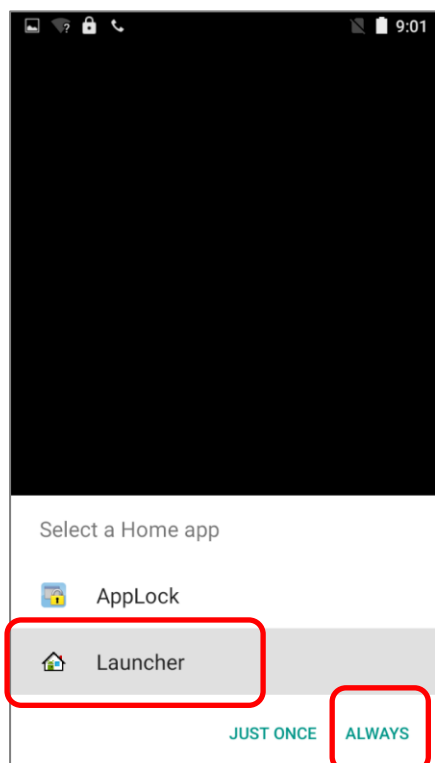 9:01
Select a Home app
AppLock
Launcher
JUST ONCE ALWAYS